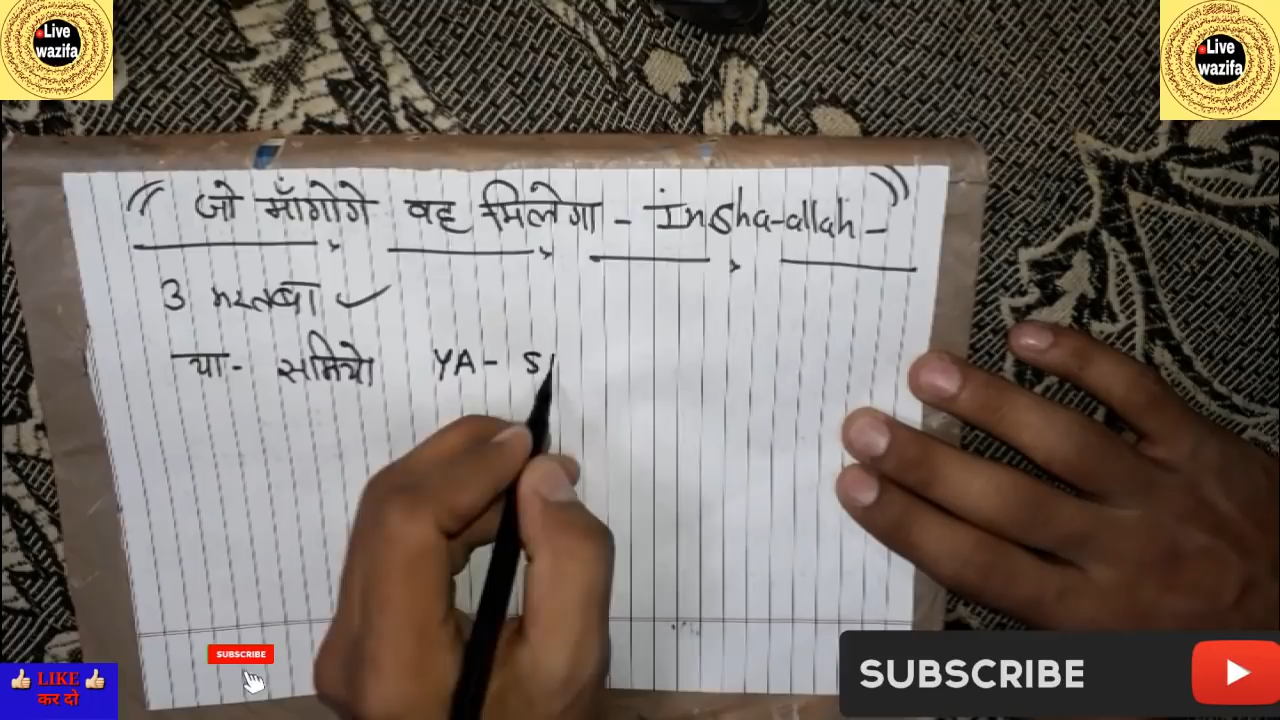 Live wazifa
Live wazifa
(( जो माँगोगे वह मिलेगा - Insha-allah - ))
3 मरतबा ✓
या- समियो YA- S
SUBSCRIBE
SUBSCRIBE
👍 LIKE 👍
कर दो